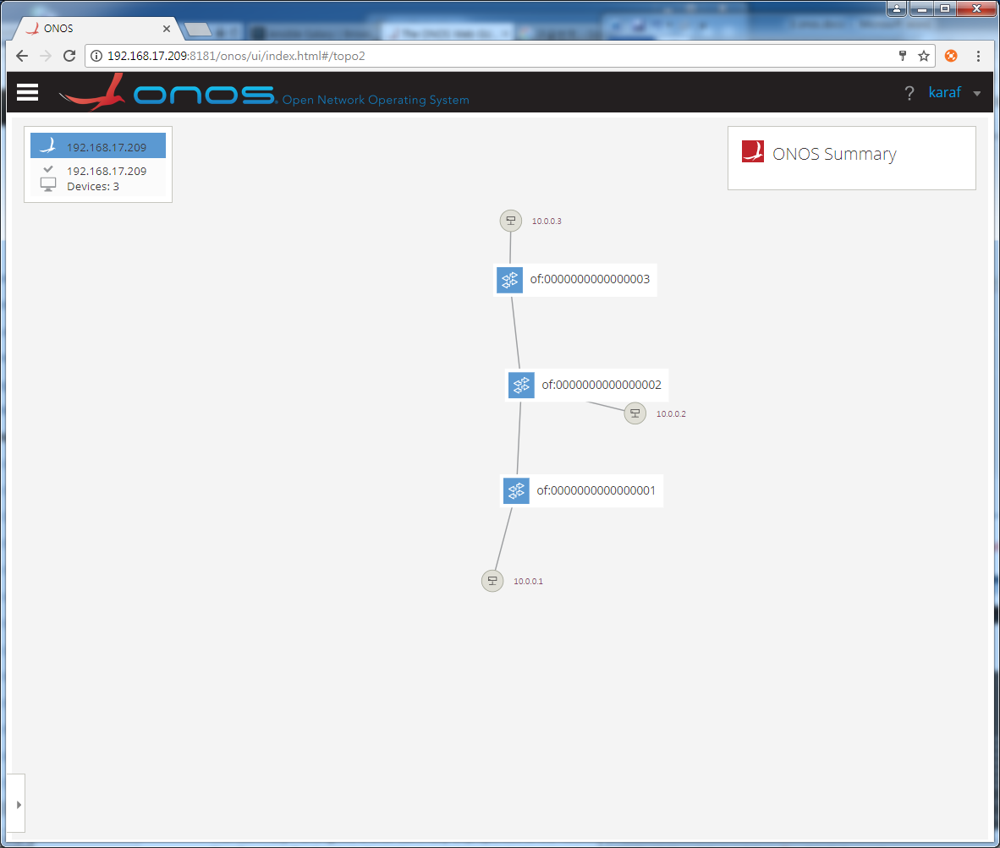 ONOS
192.168.17.209:8181/onos/ui/index.html#/topo2
onos Open Network Operating System
? karaf
192.168.17.209
192.168.17.209
Devices: 3
ONOS Summary
10.0.0.3
of:0000000000000003
of:0000000000000002
10.0.0.2
of:0000000000000001
10.0.0.1